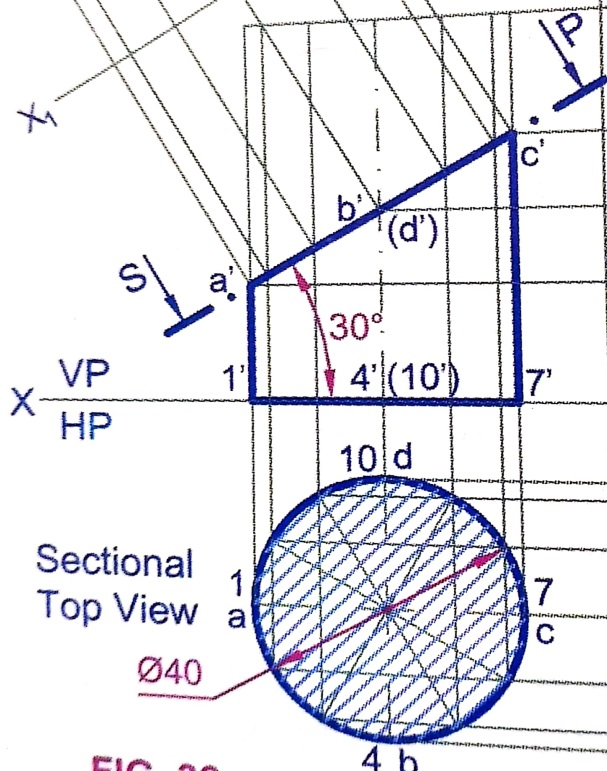 P
X₁
c'
b'
(d')
S
a'
30°
1'
4'(10')
7'
X
VP
HP
10 d
Sectional
Top View
1
a
7
c
Ø40
4 b